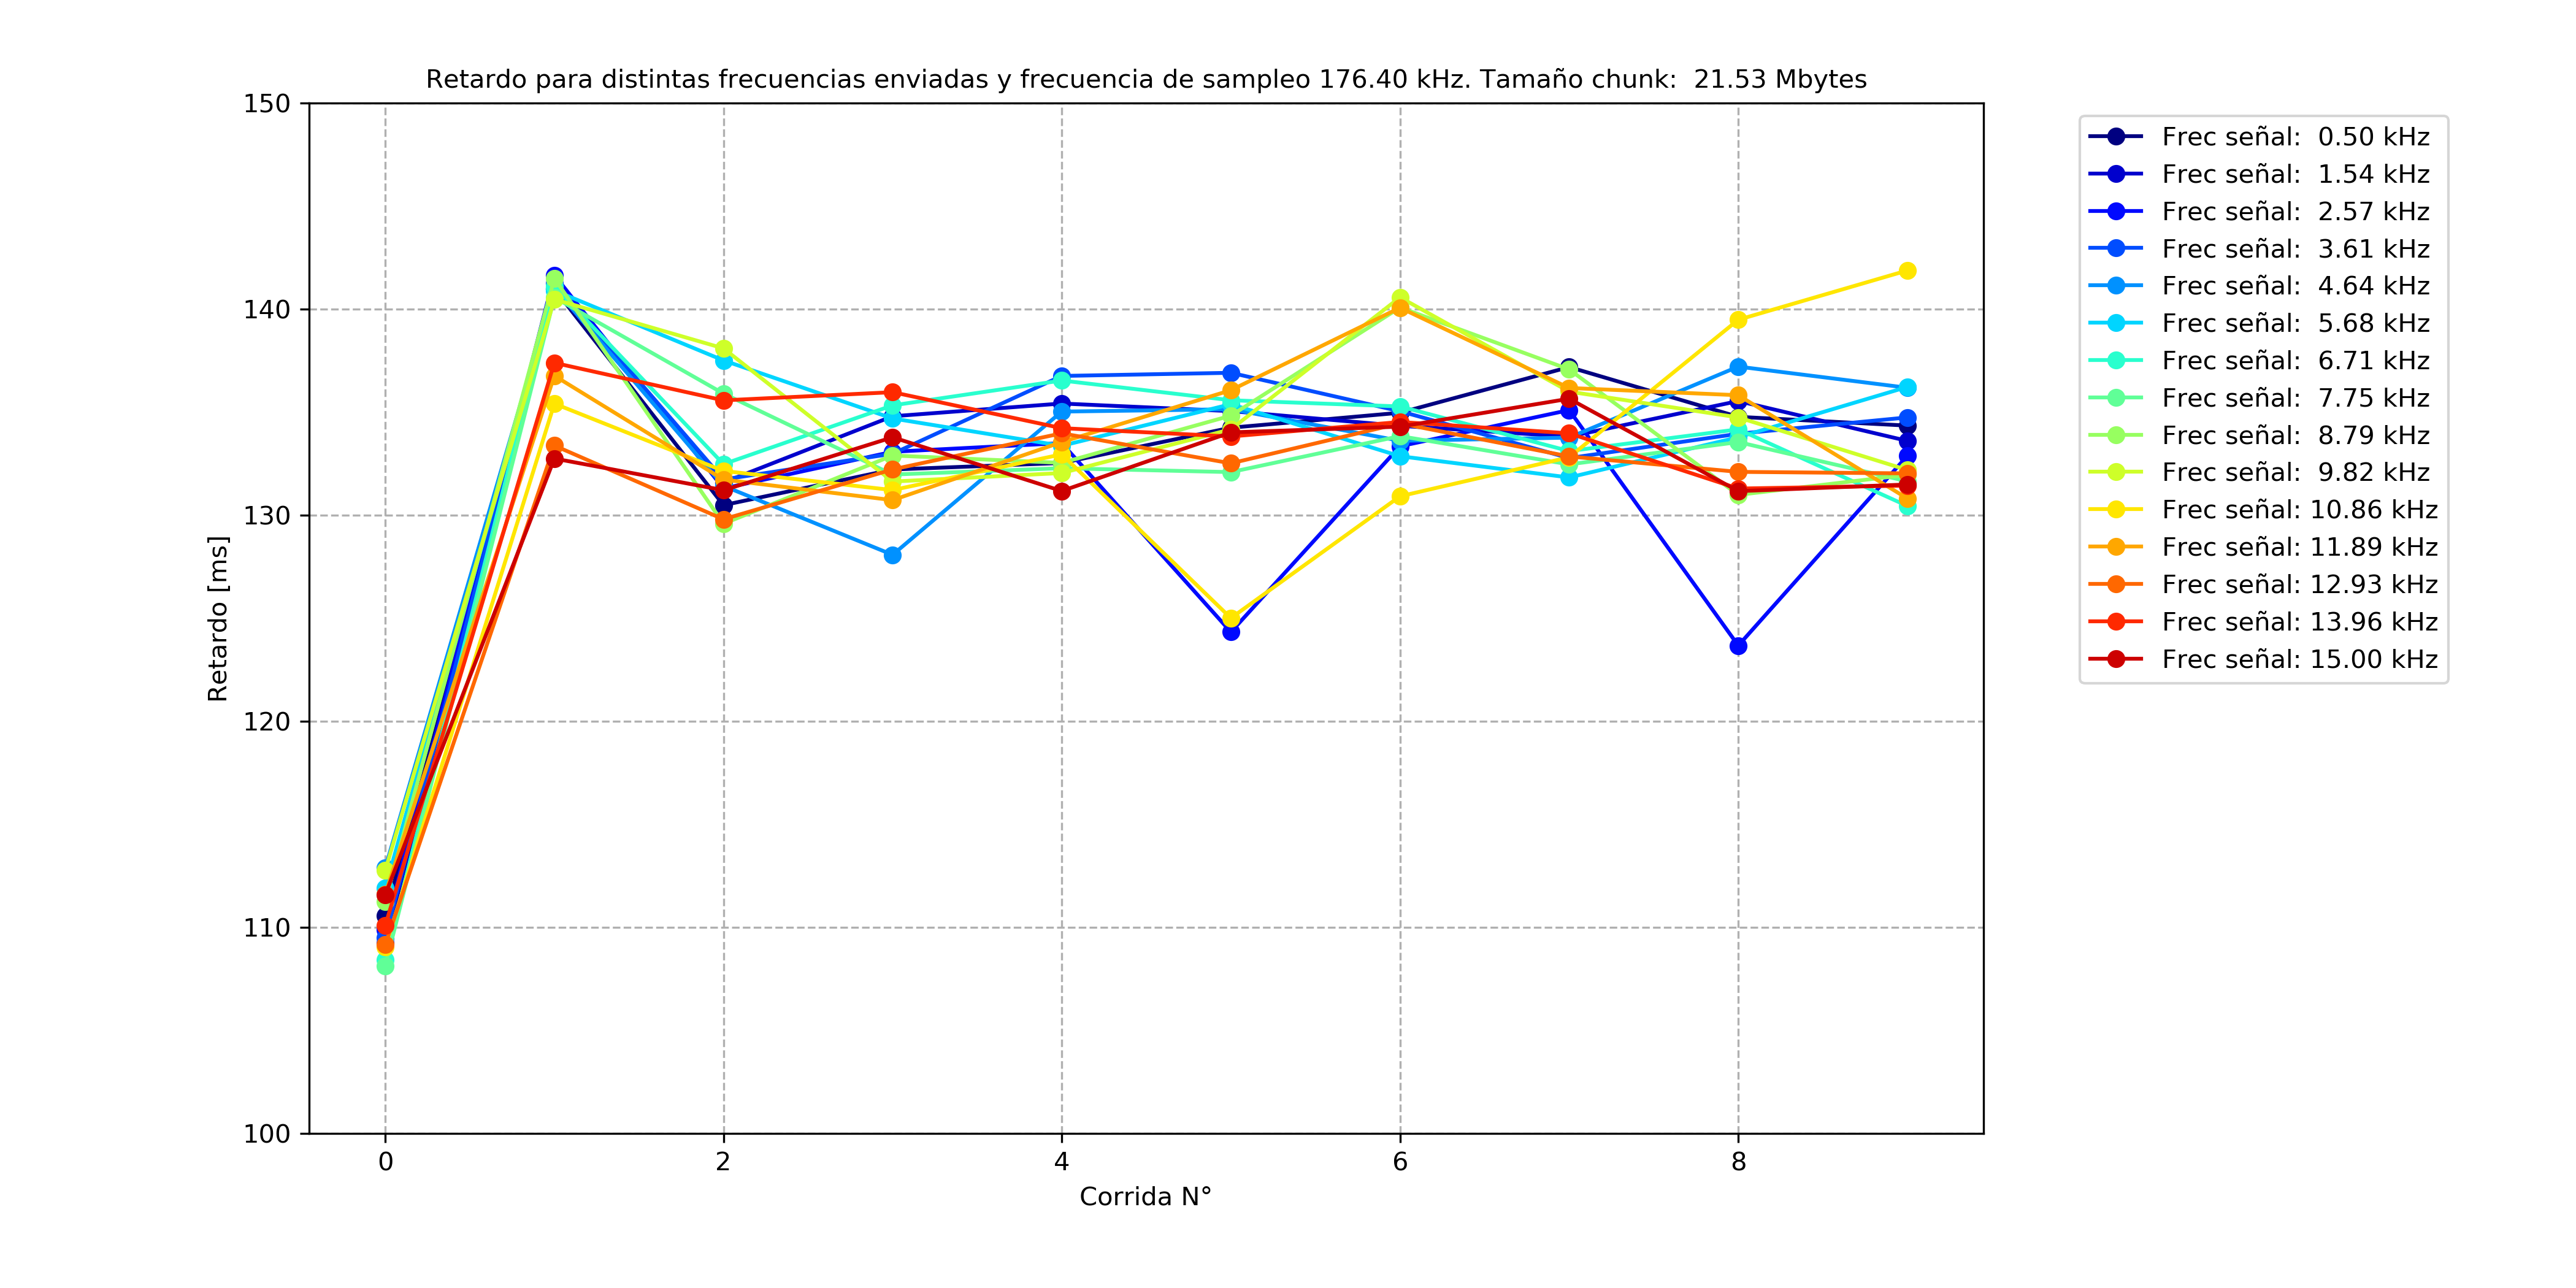 Retardo para distintas frecuencias enviadas y frecuencia de sampleo 176.40 kHz. Tamaño chunk:  21.53 Mbytes
150
140
130
120
110
100
Retardo [ms]
0 2 4 6 8
Corrida N°
Frec señal:  0.50 kHz
Frec señal:  1.54 kHz
Frec señal:  2.57 kHz
Frec señal:  3.61 kHz
Frec señal:  4.64 kHz
Frec señal:  5.68 kHz
Frec señal:  6.71 kHz
Frec señal:  7.75 kHz
Frec señal:  8.79 kHz
Frec señal:  9.82 kHz
Frec señal: 10.86 kHz
Frec señal: 11.89 kHz
Frec señal: 12.93 kHz
Frec señal: 13.96 kHz
Frec señal: 15.00 kHz